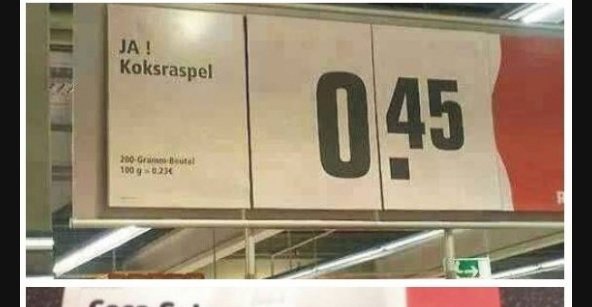 JA !
Koksraspel
0.45
200-Gramm-Beutel
100 g = 0.23€
R